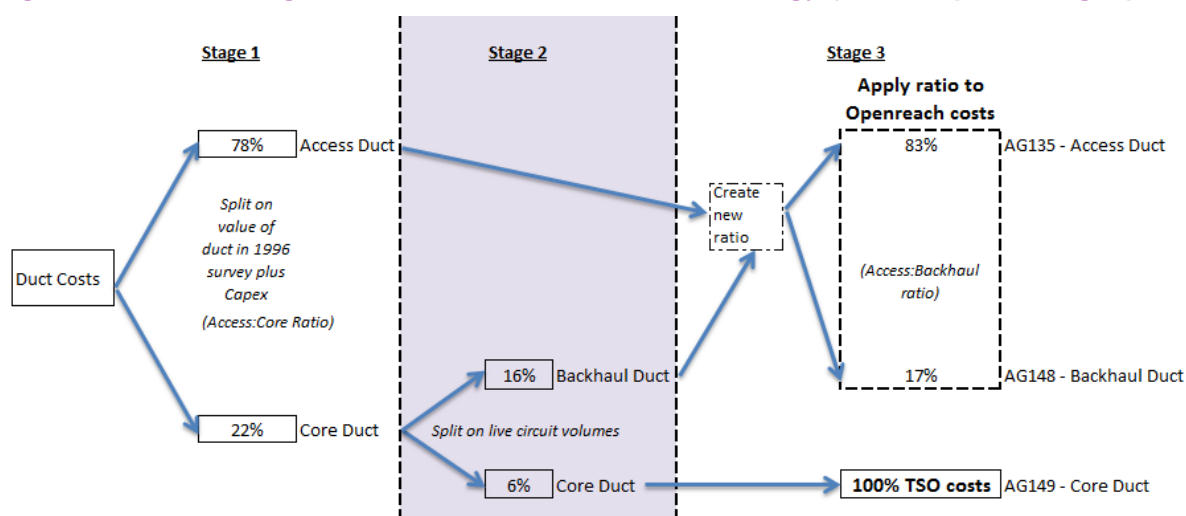 Stage 1
Stage 2
Stage 3
Apply ratio to
Openreach costs
78%
Access Duct
83%
AG135 - Access Duct
Split on
value of
duct in 1996
survey plus
Capex
(Access:Core Ratio)
Create
new
ratio
Duct Costs
(Access:Backhaul
ratio)
16%
Backhaul Duct
17%
AG148 - Backhaul Duct
22%
Core Duct
Split on live circuit volumes
6%
Core Duct
100% TSO costs
AG149 - Core Duct